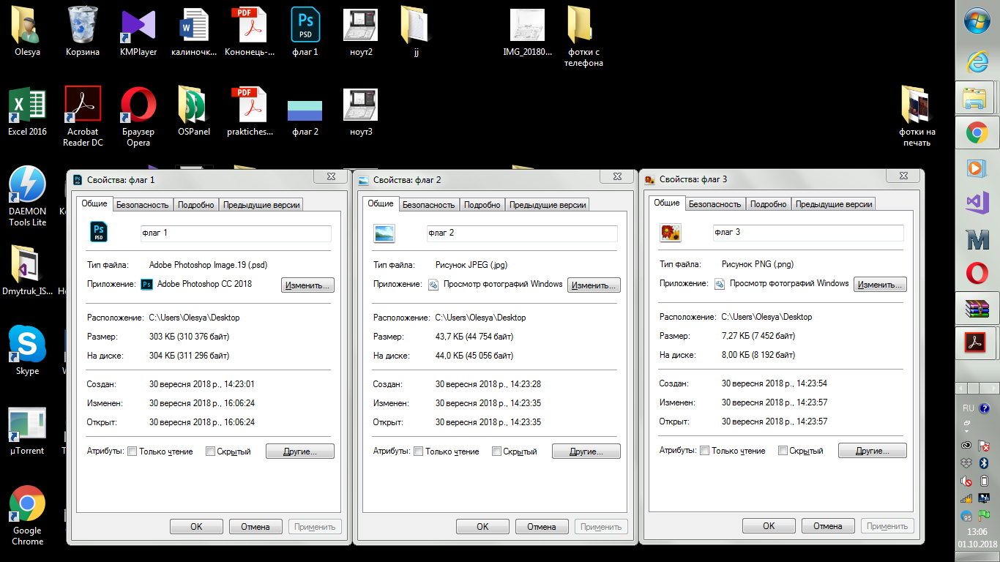 Olesya
Корзина
KMPlayer
калиночк...
Кононець-...
флаг 1
ноут2
jj
IMG_20180...
фотки с
телефона
Excel 2016
Acrobat
Reader DC
Браузер
Opera
OSPanel
praktiches...
флаг 2
ноут3
фотки на
печать
DAEMON
Tools Lite
Dmytruk_IS...
Skype
µTorrent
Google
Chrome
Свойства: флаг 1
Общие Безопасность Подробно Предыдущие версии
флаг 1
Тип файла: Adobe Photoshop Image.19 (.psd)
Приложение: Adobe Photoshop CC 2018 Изменить...
Расположение: C:\Users\Olesya\Desktop
Размер: 303 КБ (310 376 байт)
На диске: 304 КБ (311 296 байт)
Создан: 30 вересня 2018 р., 14:23:01
Изменен: 30 вересня 2018 р., 16:06:24
Открыт: 30 вересня 2018 р., 16:06:24
Атрибуты: Только чтение Скрытый Другие...
OK Отмена Применить
Свойства: флаг 2
Общие Безопасность Подробно Предыдущие версии
флаг 2
Тип файла: Рисунок JPEG (.jpg)
Приложение: Просмотр фотографий Windows Изменить...
Расположение: C:\Users\Olesya\Desktop
Размер: 43,7 КБ (44 754 байт)
На диске: 44,0 КБ (45 056 байт)
Создан: 30 вересня 2018 р., 14:23:28
Изменен: 30 вересня 2018 р., 14:23:35
Открыт: 30 вересня 2018 р., 14:23:35
Атрибуты: Только чтение Скрытый Другие...
OK Отмена Применить
Свойства: флаг 3
Общие Безопасность Подробно Предыдущие версии
флаг 3
Тип файла: Рисунок PNG (.png)
Приложение: Просмотр фотографий Windows Изменить...
Расположение: C:\Users\Olesya\Desktop
Размер: 7,27 КБ (7 452 байт)
На диске: 8,00 КБ (8 192 байт)
Создан: 30 вересня 2018 р., 14:23:54
Изменен: 30 вересня 2018 р., 14:23:57
Открыт: 30 вересня 2018 р., 14:23:57
Атрибуты: Только чтение Скрытый Другие...
OK Отмена Применить
RU
95
13:06
01.10.2018